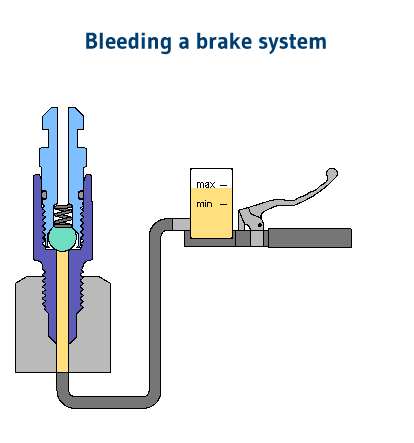 Bleeding a brake system
max –
min –